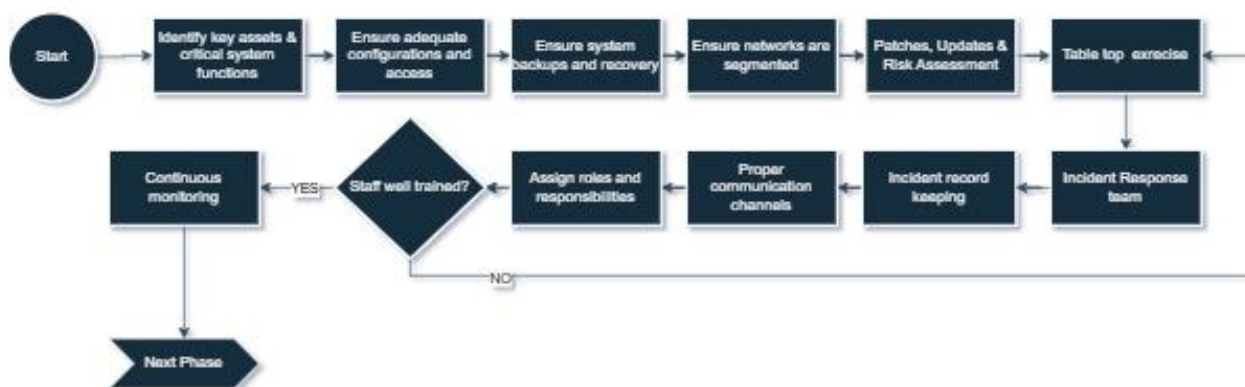 Start
Identify key assets &
critical system
functions
Ensure adequate
configurations and
access
Ensure system
backups and recovery
Ensure networks are
segmented
Patches, Updates &
Risk Assessment
Table top exrecise
Incident Response
team
Incident record
keeping
Proper
communication
channels
Assign roles and
responsibilities
Staff well trained?
YES
Continuous
monitoring
NO
Next Phase